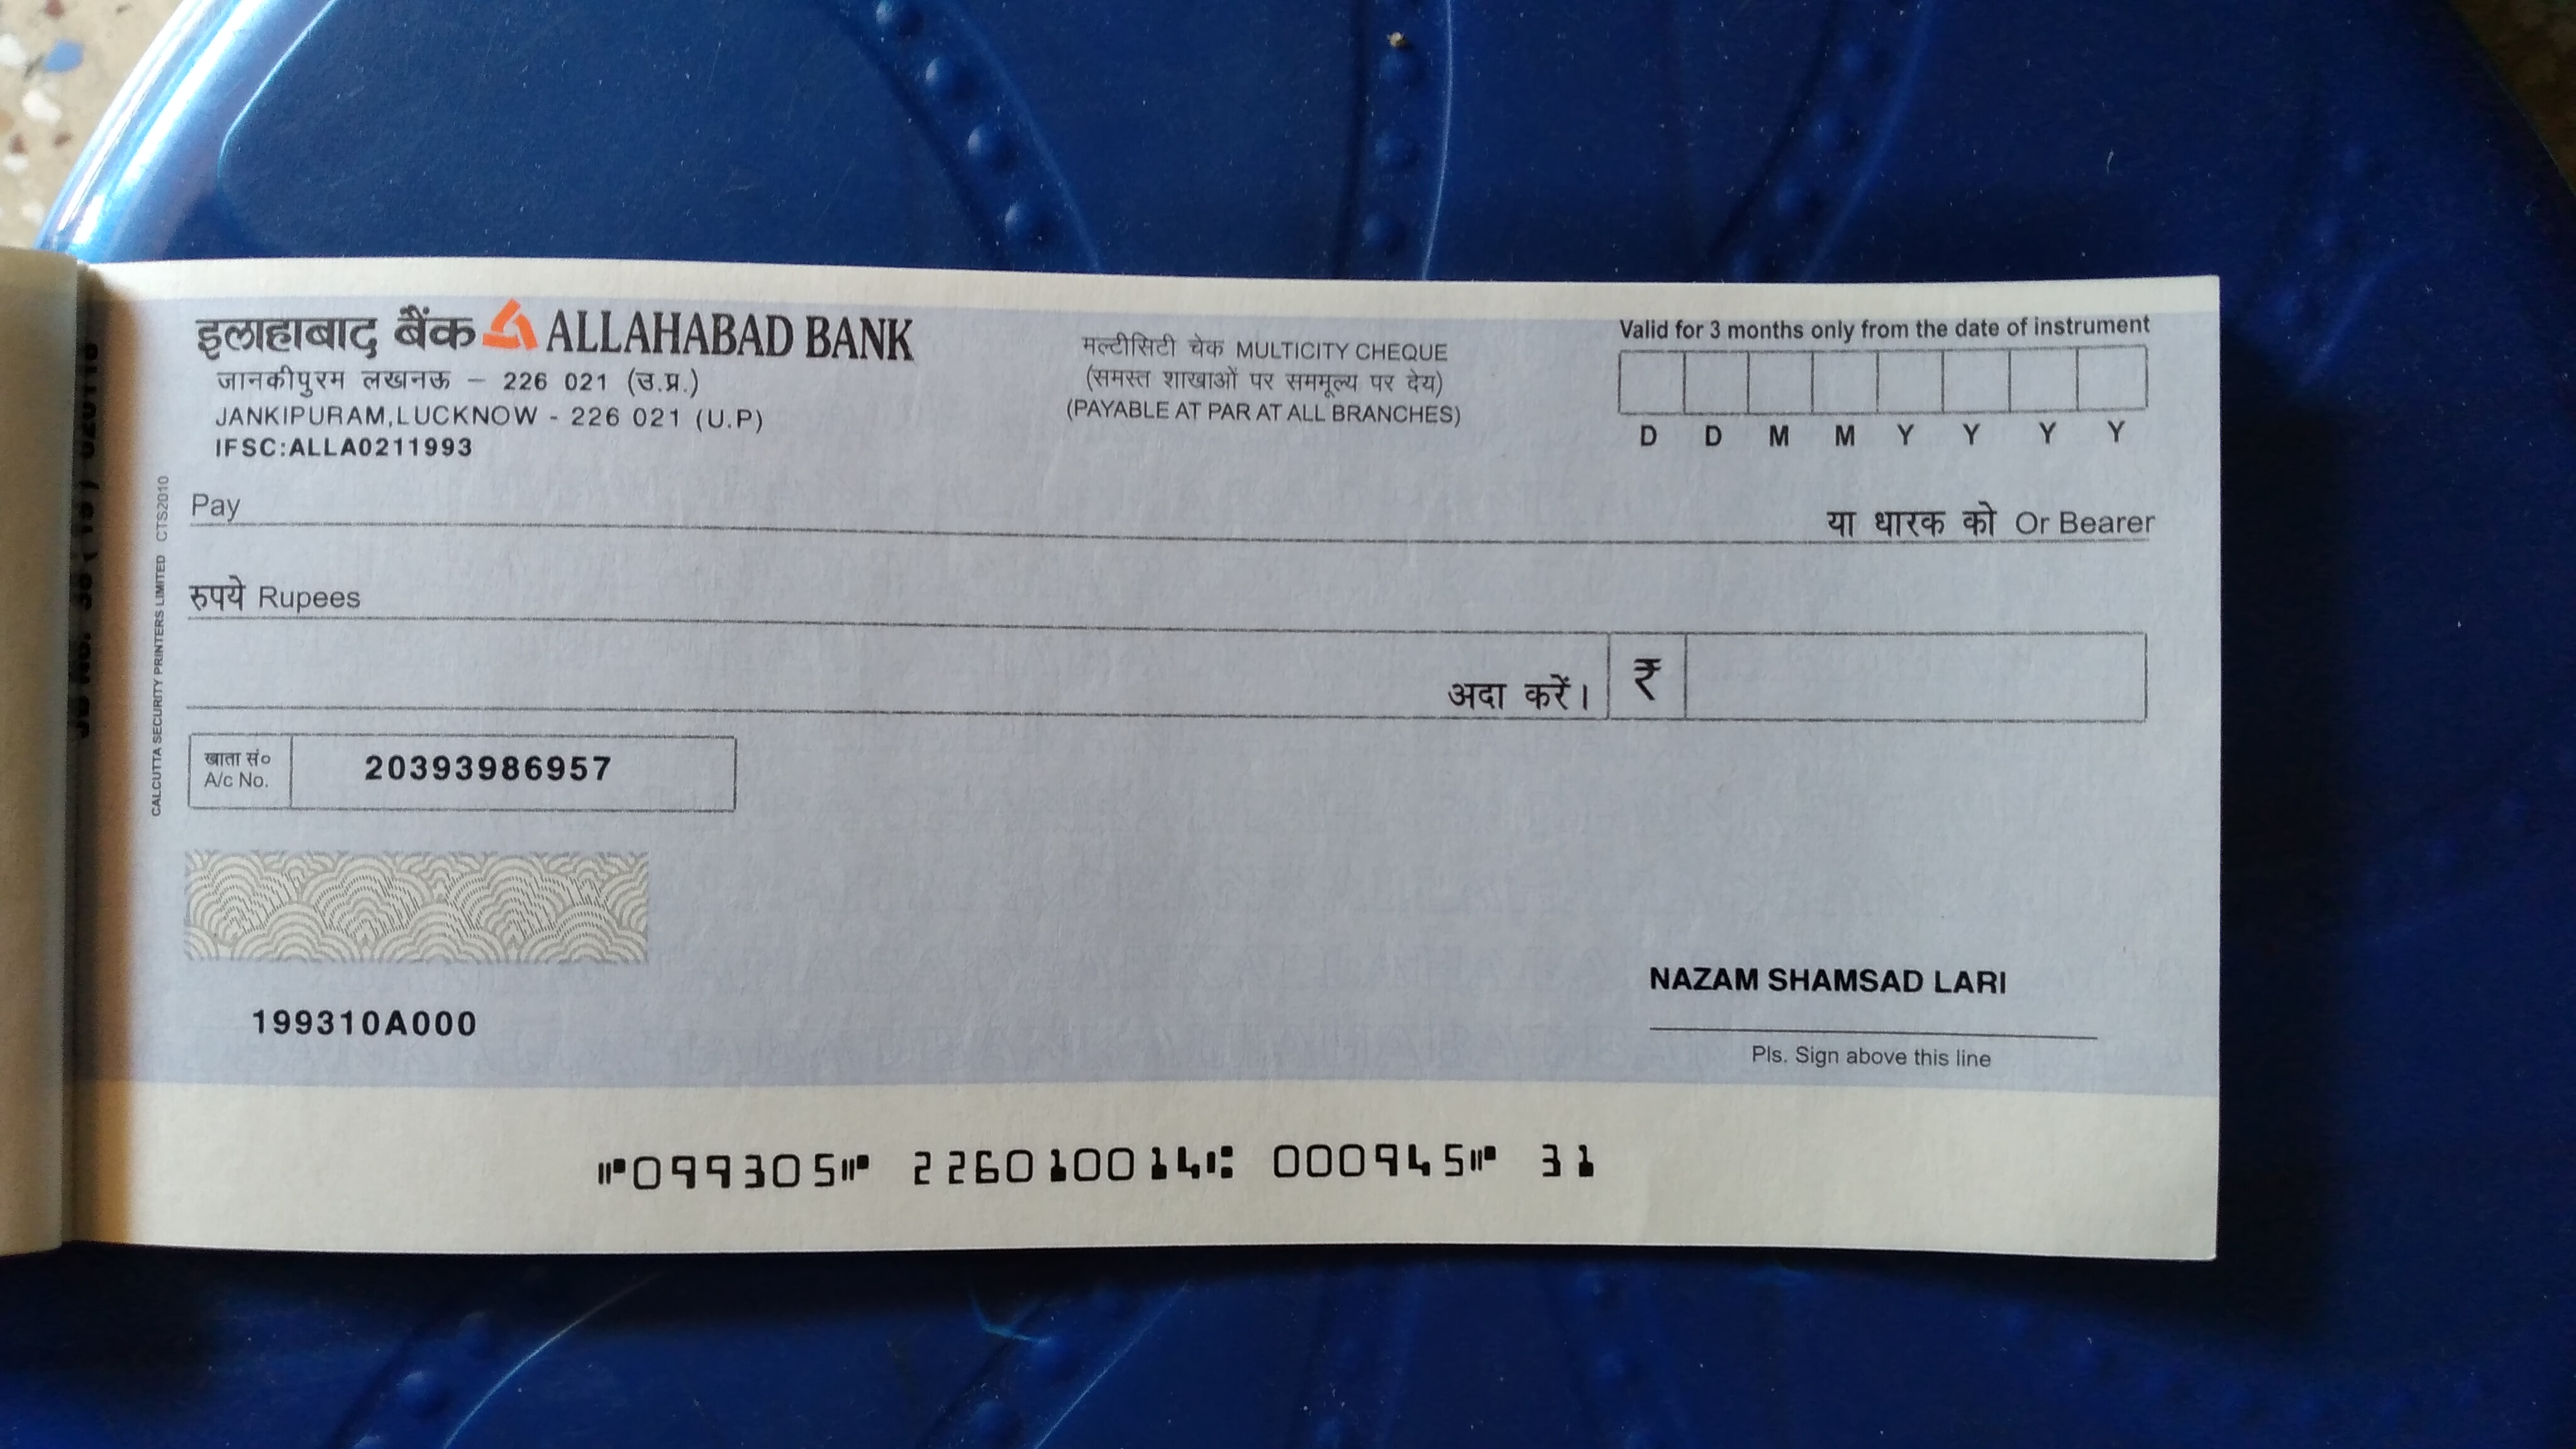 इलाहाबाद बैंक ALLAHABAD BANK
जानकीपुरम लखनऊ – 226 021 (उ.प्र.)
JANKIPURAM,LUCKNOW - 226 021 (U.P)
IFSC:ALLA0211993
मल्टीसिटी चेक MULTICITY CHEQUE
(समस्त शाखाओं पर सममूल्य पर देय)
(PAYABLE AT PAR AT ALL BRANCHES)
Valid for 3 months only from the date of instrument
D D M M Y Y Y Y
Pay
या धारक को Or Bearer
रुपये Rupees
अदा करें।
₹
खाता सं०
A/c No.
20393986957
CALCUTTA SECURITY PRINTERS LIMITED CTS2010
199310A000
NAZAM SHAMSAD LARI
Pls. Sign above this line
⑈099305⑈ 226010014⑆ 000945⑈ 31